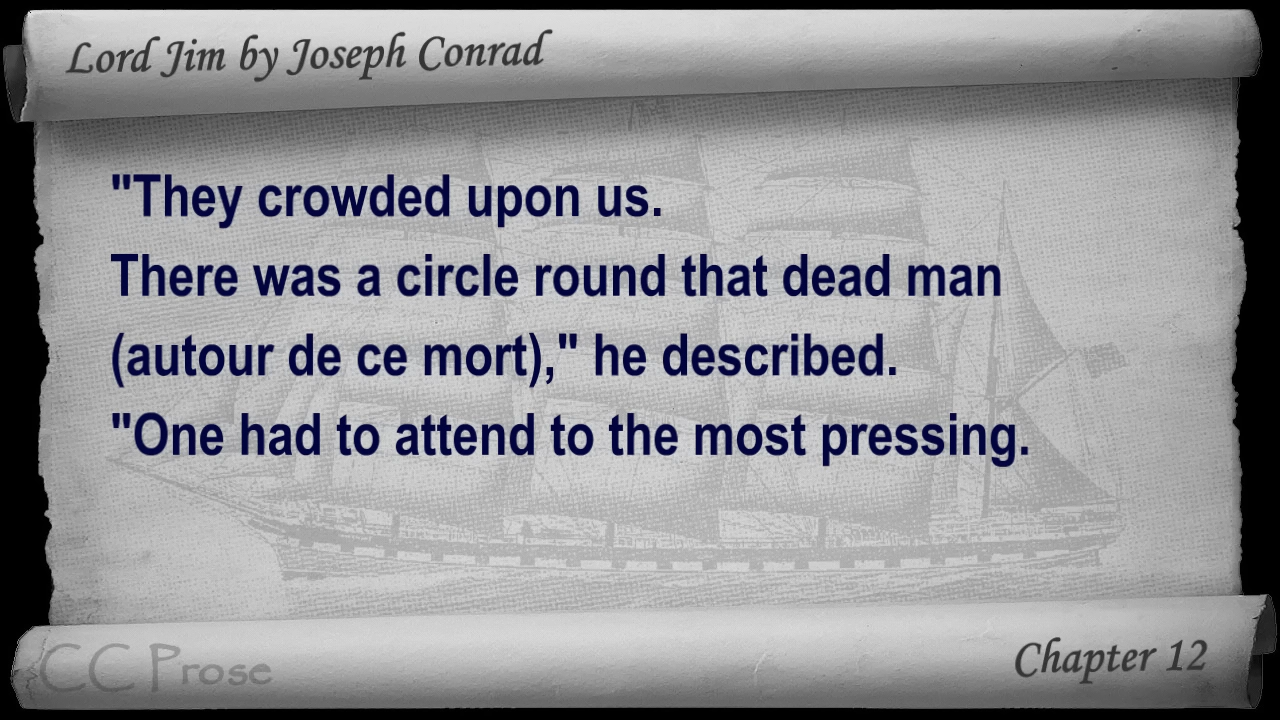 Lord Jim by Joseph Conrad
"They crowded upon us.
There was a circle round that dead man
(autour de ce mort)," he described.
"One had to attend to the most pressing.
CC Prose
Chapter 12